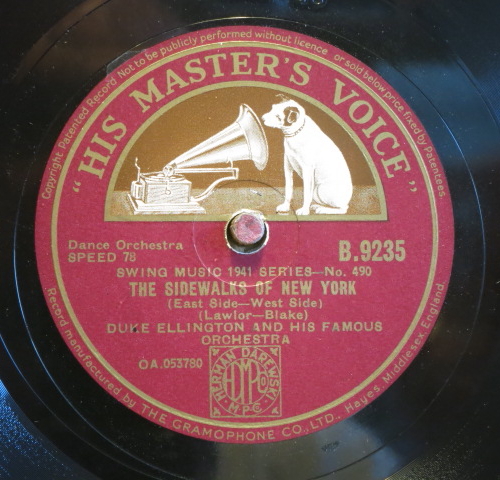 Copyright Patented Record Not to be publicly performed without licence or sold below price fixed by Patentees.
"HIS MASTER'S VOICE"
Dance Orchestra
SPEED 78
B.9235
SWING MUSIC 1941 SERIES—No. 490
THE SIDEWALKS OF NEW YORK
(East Side—West Side)
(Lawlor—Blake)
DUKE ELLINGTON AND HIS FAMOUS
ORCHESTRA
OA.053780
HERMAN DAREWSKI
M.P.C.
Record manufactured by THE GRAMOPHONE CO., LTD. Hayes, Middlesex, England.